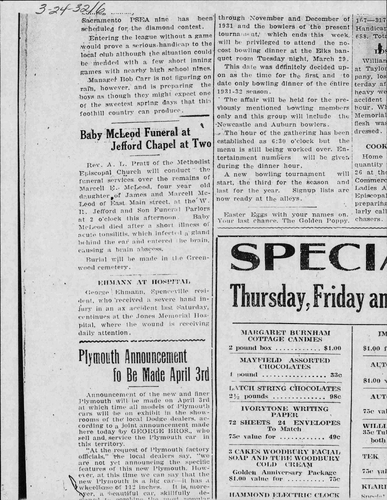 3-24-32/6
Sacramento PSEA nine has been
scheduled for the diamond contest.
Entering the league without a game
would prove a serious handicap to the
local club although the situation could
be mended with a few short inning
games with nearby high school nines.
Managed Bob Carr is not figuring on
rain, however, and is preparing the
boys as though they might expect one
of the sweetest spring days that this
foothill country can produce.
Baby McLeod Funeral at
Jefford Chapel at Two
Rev. A. L. Pratt of the Methodist
Episcopal Church will conduct the
funeral services over the remains of
Marcell McLeod, four year old
daughter of James and Marcell Mc-
Leod of East Main street, at the W.
R. Jefford and Son Funeral Parlors
at 2 o'clock this afternoon. Baby
McLeod died after a short illness of
acute tonsilitis, which infected a gland
behind the ear and entered the brain,
causing a brain abscess.
Burial will be made in the Green-
wood cemetery.
EHMANN AT HOSPITAL
George Ehmann, Spenceville resid-
ent, who received a severe hand in-
jury in an ax accident last Saturday,
continues at the Jones Memorial Hos-
pital, where the wound is receiving
daily attention.
Plymouth Announcement
to Be Made April 3rd
Announcement of the new and finer
Plymouth will be made on April 3rd
at which time all models of Plymouth
cars will be on exhibit in the show-
rooms of the local Dodge dealers, ac-
cording to a joint announcement made
here today by GEORGE BROS., who
sell and service the Plymouth car in
this territory.
"At the request of Plymouth factory
officials," the local dealers say, "we
are not yet announcing the specific
features of this new Plymouth. How-
ever, at this time we can say that the
new Plymouth is a big car—it has a
wheelbase of 112 inches. It is more-
over, a beautiful car, skilfully de-
through November and December of
1931 and the bowlers of the present
tournament which ends this week
will be privileged to attend the no-
cost bowling dinner at the Elks ban-
quet room Tuesday night, March 29.
This date was definitely decided up-
on as the time for the first and to
date only bowling dinner of the entire
1931-32 season.
The affair will be held for the pre-
viously mentioned bowling members
only and this group will include the
Newcastle and Auburn bowlers.
The hour of the gathering has been
established as 6:30 o'clock but the
menu is still being worked over. En-
tertainment numbers will be given
during the dinner hour.
A new bowling tournament will
start, the third for the season and
last for the year. Signup lists are
now ready at the alleys.
Easter Eggs with your names on.
Your last chance. The Golden Poppy.
SPECIA
Thursday, Friday an
MARGARET BURNHAM
COTTAGE CANDIES
2 pound box $1.00
MAYFIELD ASSORTED
CHOCOLATES
1 pound 33c
LATCH STRING CHOCOLATES
2½ pounds 98c
IVORYTONE WRITING
PAPER
72 SHEETS 24 ENVELOPES
To Match
75c value for 49c
3 CAKES WOODBURY FACIAL
SOAP AND TUBE WOODBURY
COLD CREAM
Golden Anniversary Package
$1.00 value for 75c
HAMMOND ELECTRIC CLOCK